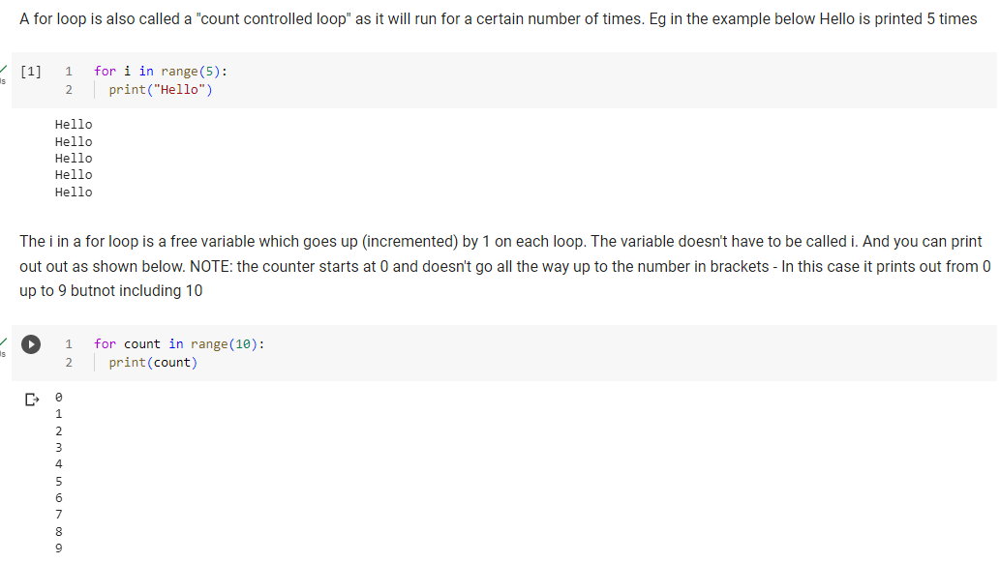 A for loop is also called a "count controlled loop" as it will run for a certain number of times. Eg in the example below Hello is printed 5 times
[1] 1 for i in range(5):
2 print("Hello")
Hello
Hello
Hello
Hello
Hello
The i in a for loop is a free variable which goes up (incremented) by 1 on each loop. The variable doesn't have to be called i. And you can print
out out as shown below. NOTE: the counter starts at 0 and doesn't go all the way up to the number in brackets - In this case it prints out from 0
up to 9 butnot including 10
1 for count in range(10):
2 print(count)
0
1
2
3
4
5
6
7
8
9